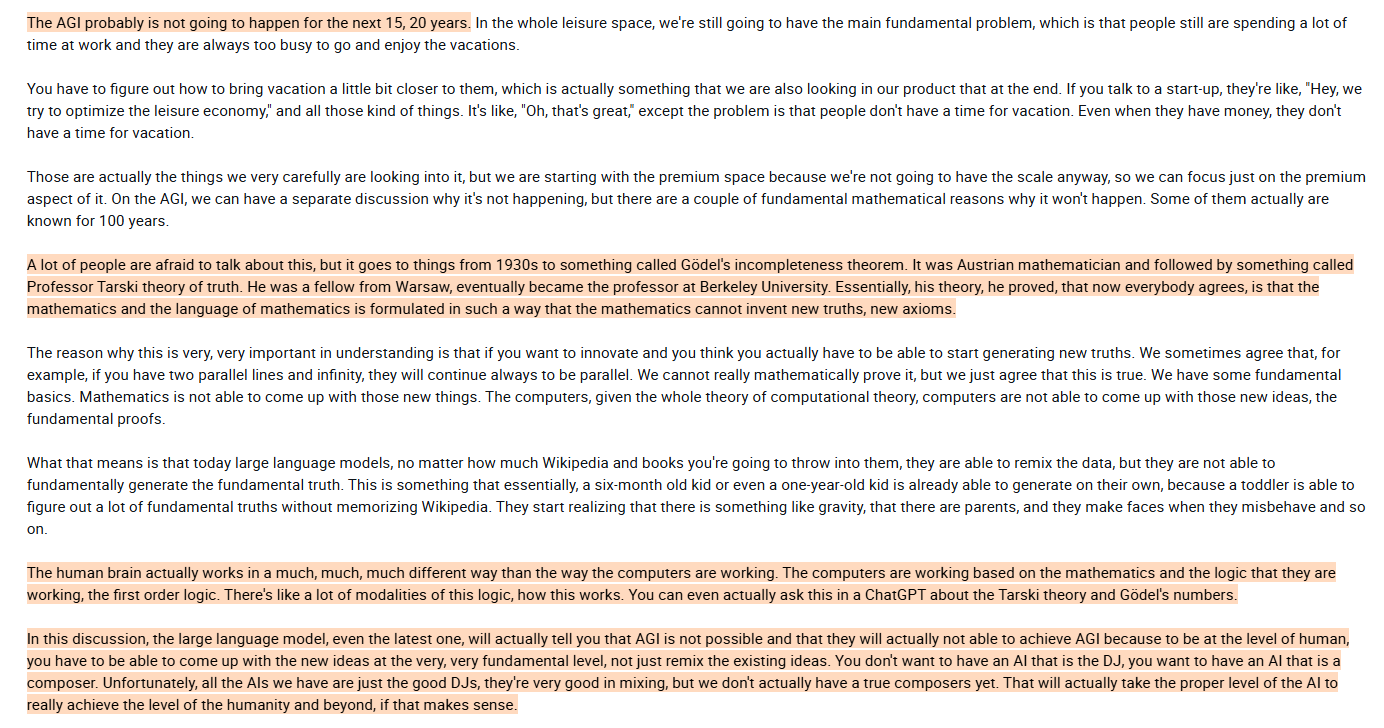 The AGI probably is not going to happen for the next 15, 20 years. In the whole leisure space, we're still going to have the main fundamental problem, which is that people still are spending a lot of
time at work and they are always too busy to go and enjoy the vacations.
You have to figure out how to bring vacation a little bit closer to them, which is actually something that we are also looking in our product that at the end. If you talk to a start-up, they're like, "Hey, we
try to optimize the leisure economy," and all those kind of things. It's like, "Oh, that's great," except the problem is that people don't have a time for vacation. Even when they have money, they don't
have a time for vacation.
Those are actually the things we very carefully are looking into it, but we are starting with the premium space because we're not going to have the scale anyway, so we can focus just on the premium
aspect of it. On the AGI, we can have a separate discussion why it's not happening, but there are a couple of fundamental mathematical reasons why it won't happen. Some of them actually are
known for 100 years.
A lot of people are afraid to talk about this, but it goes to things from 1930s to something called Gödel's incompleteness theorem. It was Austrian mathematician and followed by something called
Professor Tarski theory of truth. He was a fellow from Warsaw, eventually became the professor at Berkeley University. Essentially, his theory, he proved, that now everybody agrees, is that the
mathematics and the language of mathematics is formulated in such a way that the mathematics cannot invent new truths, new axioms.
The reason why this is very, very important in understanding is that if you want to innovate and you think you actually have to be able to start generating new truths. We sometimes agree that, for
example, if you have two parallel lines and infinity, they will continue always to be parallel. We cannot really mathematically prove it, but we just agree that this is true. We have some fundamental
basics. Mathematics is not able to come up with those new things. The computers, given the whole theory of computational theory, computers are not able to come up with those new ideas, the
fundamental proofs.
What that means is that today large language models, no matter how much Wikipedia and books you're going to throw into them, they are able to remix the data, but they are not able to
fundamentally generate the fundamental truth. This is something that essentially, a six-month old kid or even a one-year-old kid is already able to generate on their own, because a toddler is able to
figure out a lot of fundamental truths without memorizing Wikipedia. They start realizing that there is something like gravity, that there are parents, and they make faces when they misbehave and so
on.
The human brain actually works in a much, much, much different way than the way the computers are working. The computers are working based on the mathematics and the logic that they are
working, the first order logic. There's like a lot of modalities of this logic, how this works. You can even actually ask this in a ChatGPT about the Tarski theory and Gödel's numbers.
In this discussion, the large language model, even the latest one, will actually tell you that AGI is not possible and that they will actually not able to achieve AGI because to be at the level of human,
you have to be able to come up with the new ideas at the very, very fundamental level, not just remix the existing ideas. You don't want to have an AI that is the DJ, you want to have an AI that is a
composer. Unfortunately, all the AIs we have are just the good DJs, they're very good in mixing, but we don't actually have a true composers yet. That will actually take the proper level of the AI to
really achieve the level of the humanity and beyond, if that makes sense.